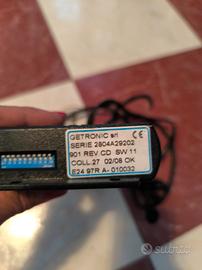 GETRONIC srl
SERIE 2804A29202
901 REV CD SW 11
COLL.27 02/08 OK
E24 97R A- 010032
subito